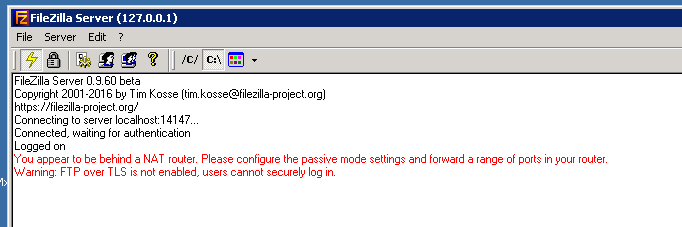 FileZilla Server (127.0.0.1)
File Server Edit ?
/C/ C:\
FileZilla Server 0.9.60 beta
Copyright 2001-2016 by Tim Kosse (tim.kosse@filezilla-project.org)
https://filezilla-project.org/
Connecting to server localhost:14147...
Connected, waiting for authentication
Logged on
You appear to be behind a NAT router. Please configure the passive mode settings and forward a range of ports in your router.
Warning: FTP over TLS is not enabled, users cannot securely log in.